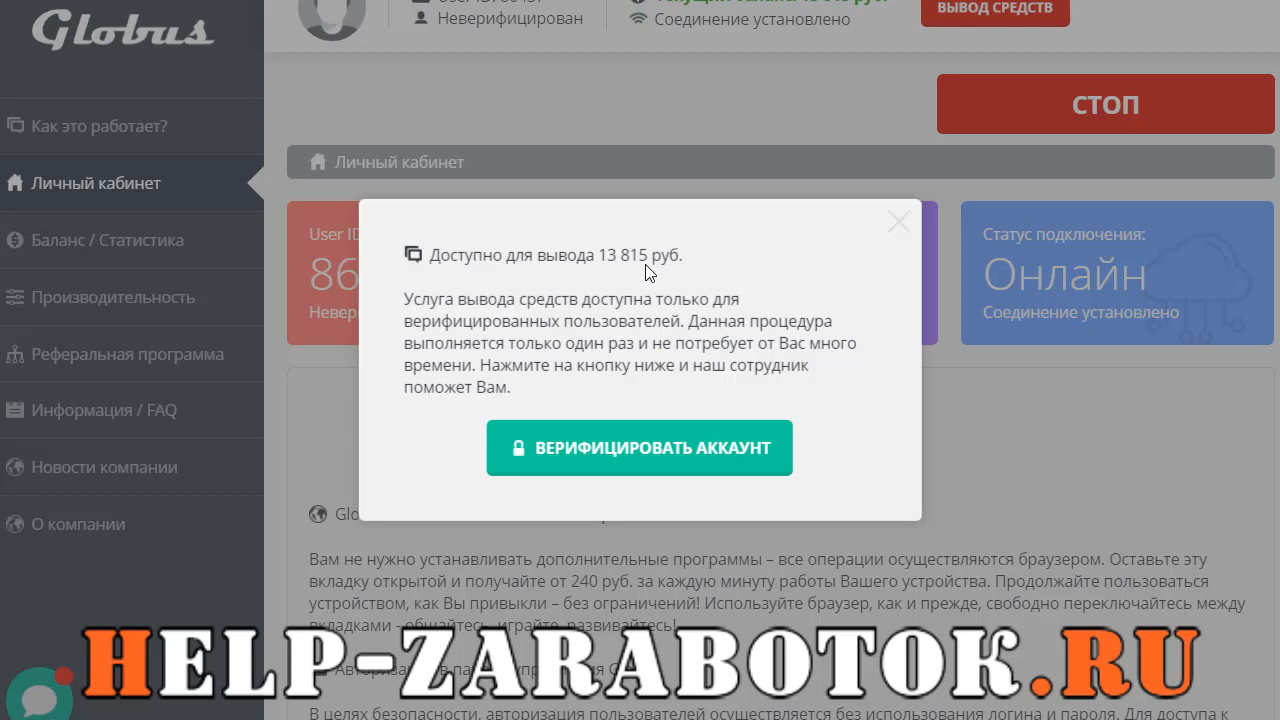 Globus
Неверифицирован
Соединение установлено
ВЫВОД СРЕДСТВ
СТОП
Как это работает?
Личный кабинет
Личный кабинет
Баланс / Статистика
Производительность
Реферальная программа
Информация / FAQ
Новости компании
О компании
User ID
86
Статус подключения:
Онлайн
Соединение установлено
Доступно для вывода 13 815 руб.
Услуга вывода средств доступна только для
верифицированных пользователей. Данная процедура
выполняется только один раз и не потребует от Вас много
времени. Нажмите на кнопку ниже и наш сотрудник
поможет Вам.
ВЕРИФИЦИРОВАТЬ АККАУНТ
Вам не нужно устанавливать дополнительные программы – все операции осуществляются браузером. Оставьте эту
вкладку открытой и получайте от 240 руб. за каждую минуту работы Вашего устройства. Продолжайте пользоваться
устройством, как Вы привыкли – без ограничений! Используйте браузер, как и прежде, свободно переключайтесь между
вкладками - общайтесь, играйте, развивайтесь!
HELP-ZARABOTOK.RU
В целях безопасности, авторизация пользователей осуществляется без использования логина и пароля. Для доступа к